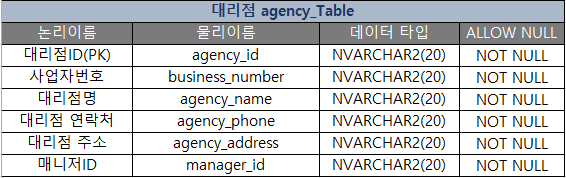 대리점 agency_Table
논리이름 물리이름 데이터 타입 ALLOW NULL
대리점ID(PK) agency_id NVARCHAR2(20) NOT NULL
사업자번호 business_number NVARCHAR2(20) NOT NULL
대리점명 agency_name NVARCHAR2(20) NOT NULL
대리점 연락처 agency_phone NVARCHAR2(20) NOT NULL
대리점 주소 agency_address NVARCHAR2(20) NOT NULL
매니저ID manager_id NVARCHAR2(20) NOT NULL